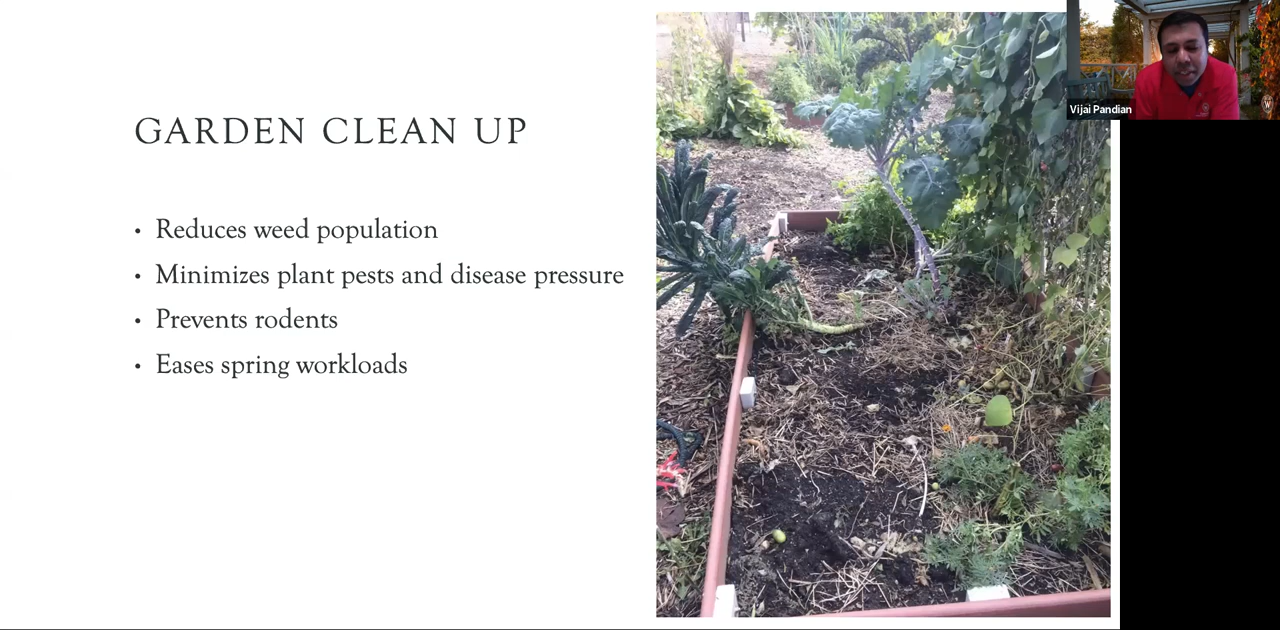 GARDEN CLEAN UP
• Reduces weed population
• Minimizes plant pests and disease pressure
• Prevents rodents
• Eases spring workloads
Vijai Pandian
W